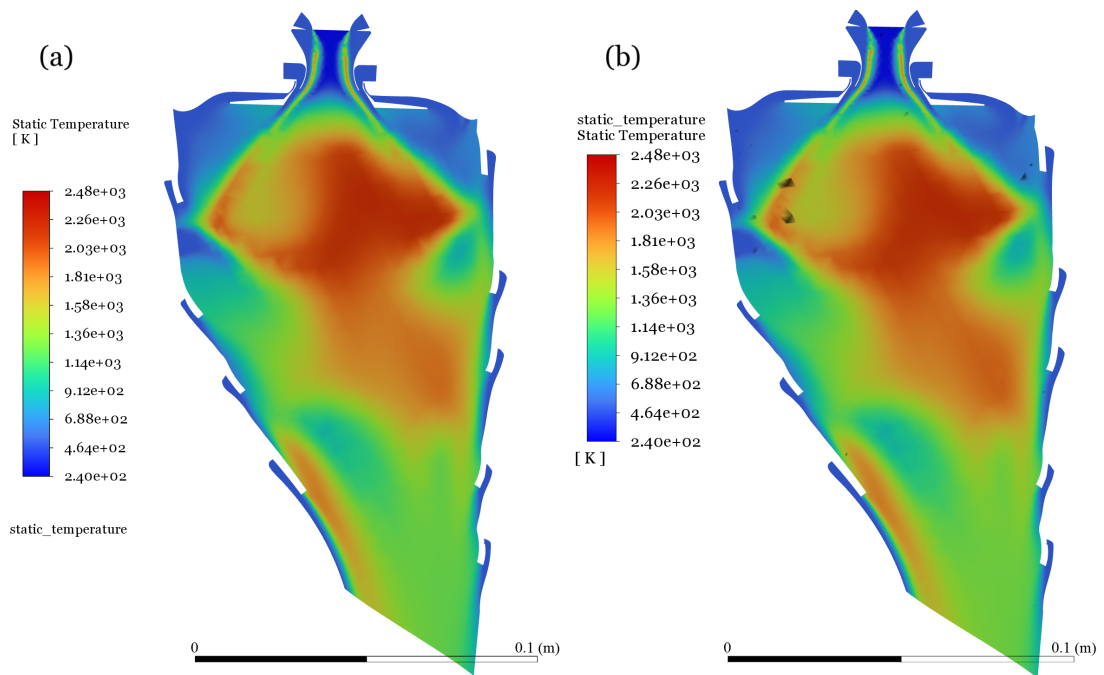 (a)
Static Temperature
[ K ]
2.48e+03
2.26e+03
2.03e+03
1.81e+03
1.58e+03
1.36e+03
1.14e+03
9.12e+02
6.88e+02
4.64e+02
2.40e+02
static_temperature
0
0.1 (m)
(b)
static_temperature
Static Temperature
2.48e+03
2.26e+03
2.03e+03
1.81e+03
1.58e+03
1.36e+03
1.14e+03
9.12e+02
6.88e+02
4.64e+02
2.40e+02
[ K ]
0
0.1 (m)